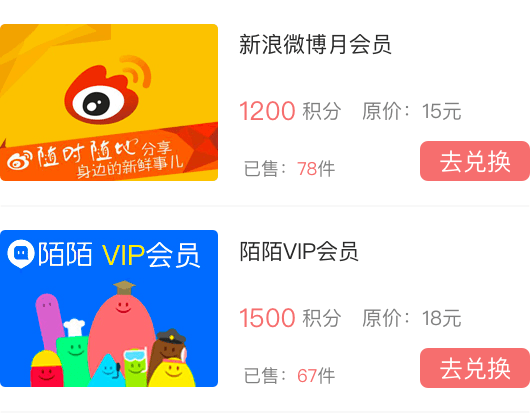 新浪微博月会员
1200 积分 原价：15元
随时随地分享
身边的新鲜事儿
已售：78件
去兑换
陌陌 VIP会员
陌陌VIP会员
1500 积分 原价：18元
已售：67件
去兑换